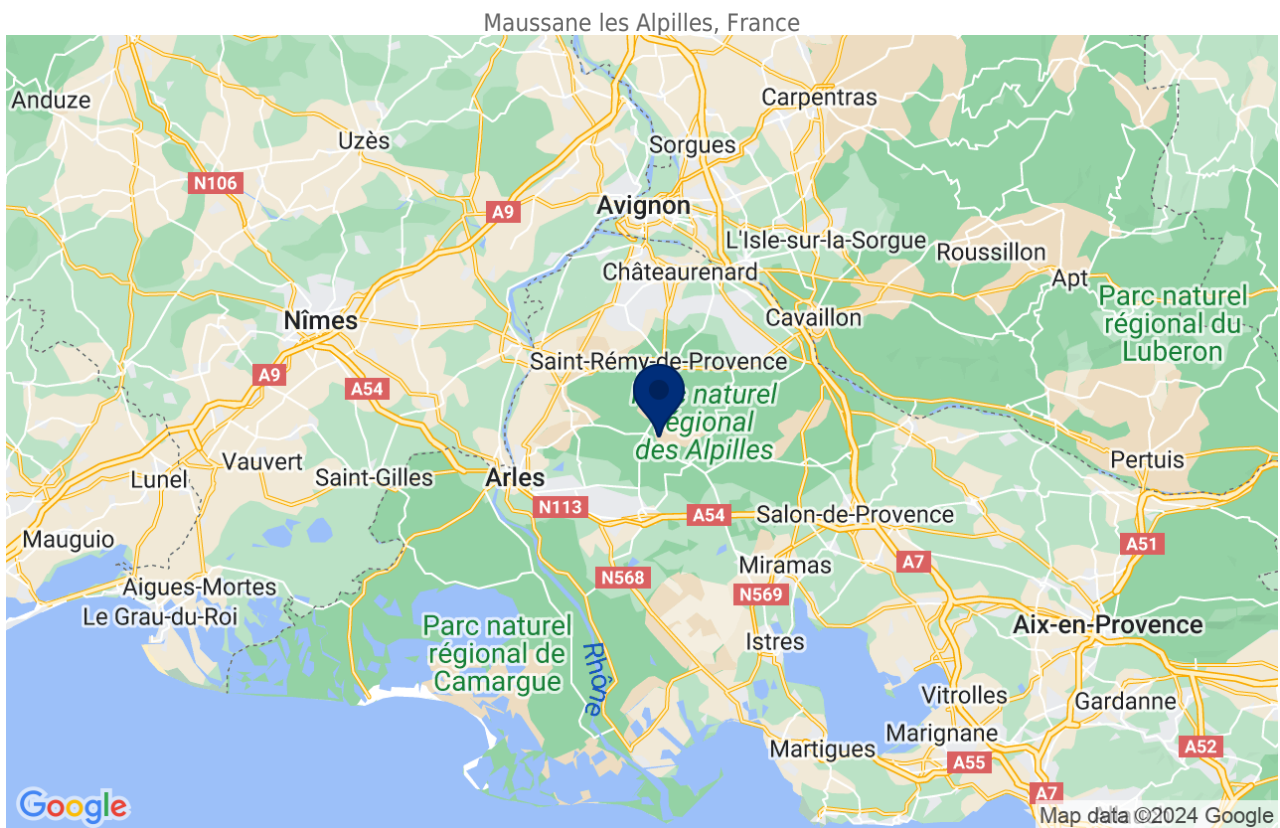 Maussane les Alpilles, France
Anduze
Carpentras
Uzès
Sorgues
N106
A9
Avignon
L'Isle-sur-la-Sorgue
Roussillon
Châteaurenard
Apt
Parc naturel
régional du
Luberon
Nîmes
Cavaillon
Saint-Rémy-de-Provence
A9
A54
naturel
égional
des Alpilles
Vauvert
Pertuis
Lunel
Saint-Gilles
Arles
N113
A54
Salon-de-Provence
Mauguio
A51
A7
Miramas
N568
Aigues-Mortes
N569
Le Grau-du-Roi
Parc naturel
régional de
Camargue
Rhône
Istres
Aix-en-Provence
Vitrolles
Gardanne
Marignane
Martigues
A52
A55
A7
Google
Map data ©2024 Google